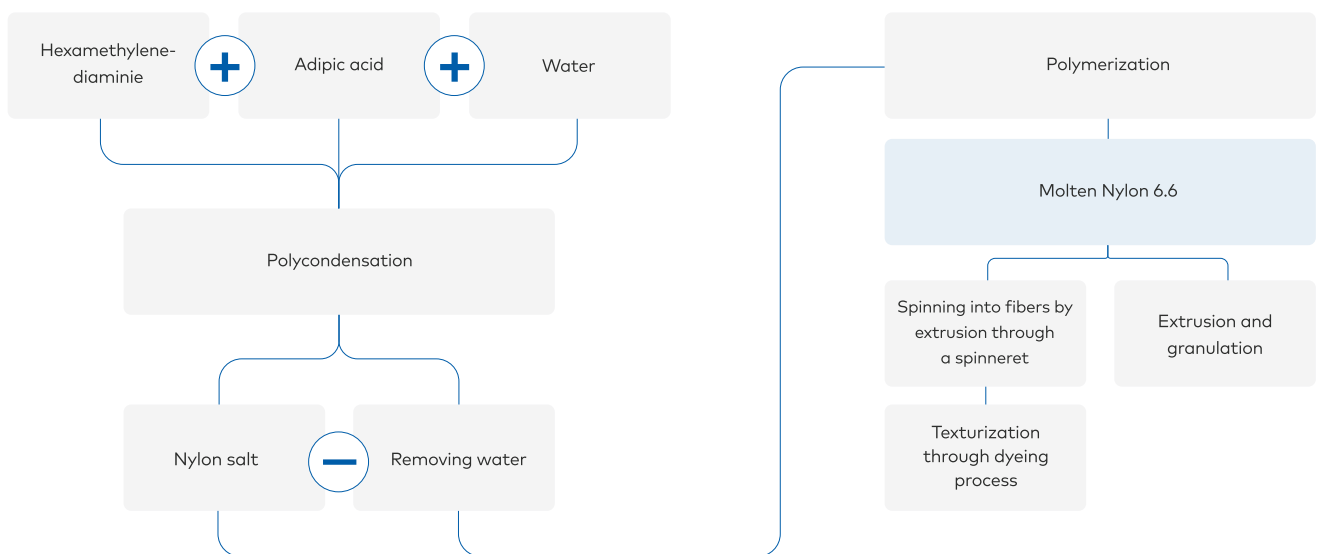 Hexamethylene-
diaminie
Adipic acid
Water
Polycondensation
Nylon salt
Removing water
Polymerization
Molten Nylon 6.6
Spinning into fibers by
extrusion through
a spinneret
Extrusion and
granulation
Texturization
through dyeing
process